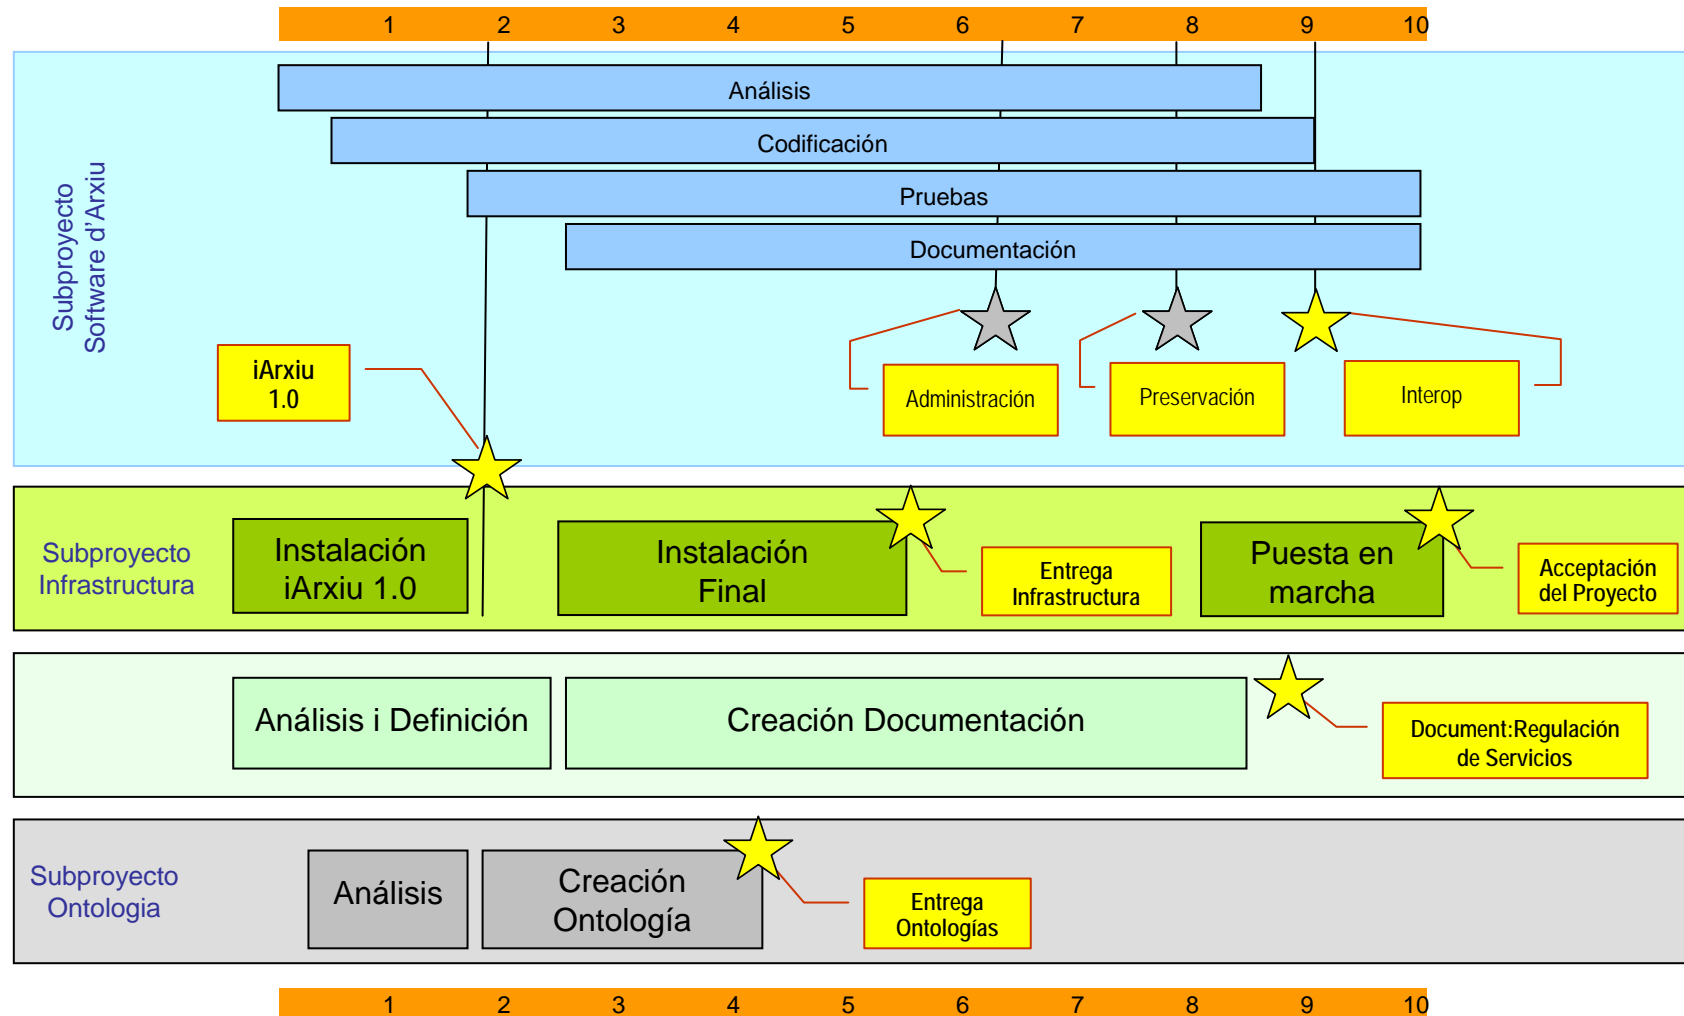 1 2 3 4 5 6 7 8 9 10
Análisis
Codificación
Pruebas
Documentación
Subproyecto
Software d'Arxiu
iArxiu
1.0
Administración
Preservación
Interop
Subproyecto
Infrastructura
Instalación
iArxiu 1.0
Instalación
Final
Entrega
Infrastructura
Puesta en
marcha
Acceptación
del Proyecto
Análisis i Definición
Creación Documentación
Document:Regulación
de Servicios
Subproyecto
Ontologia
Análisis
Creación
Ontología
Entrega
Ontologías
1 2 3 4 5 6 7 8 9 10